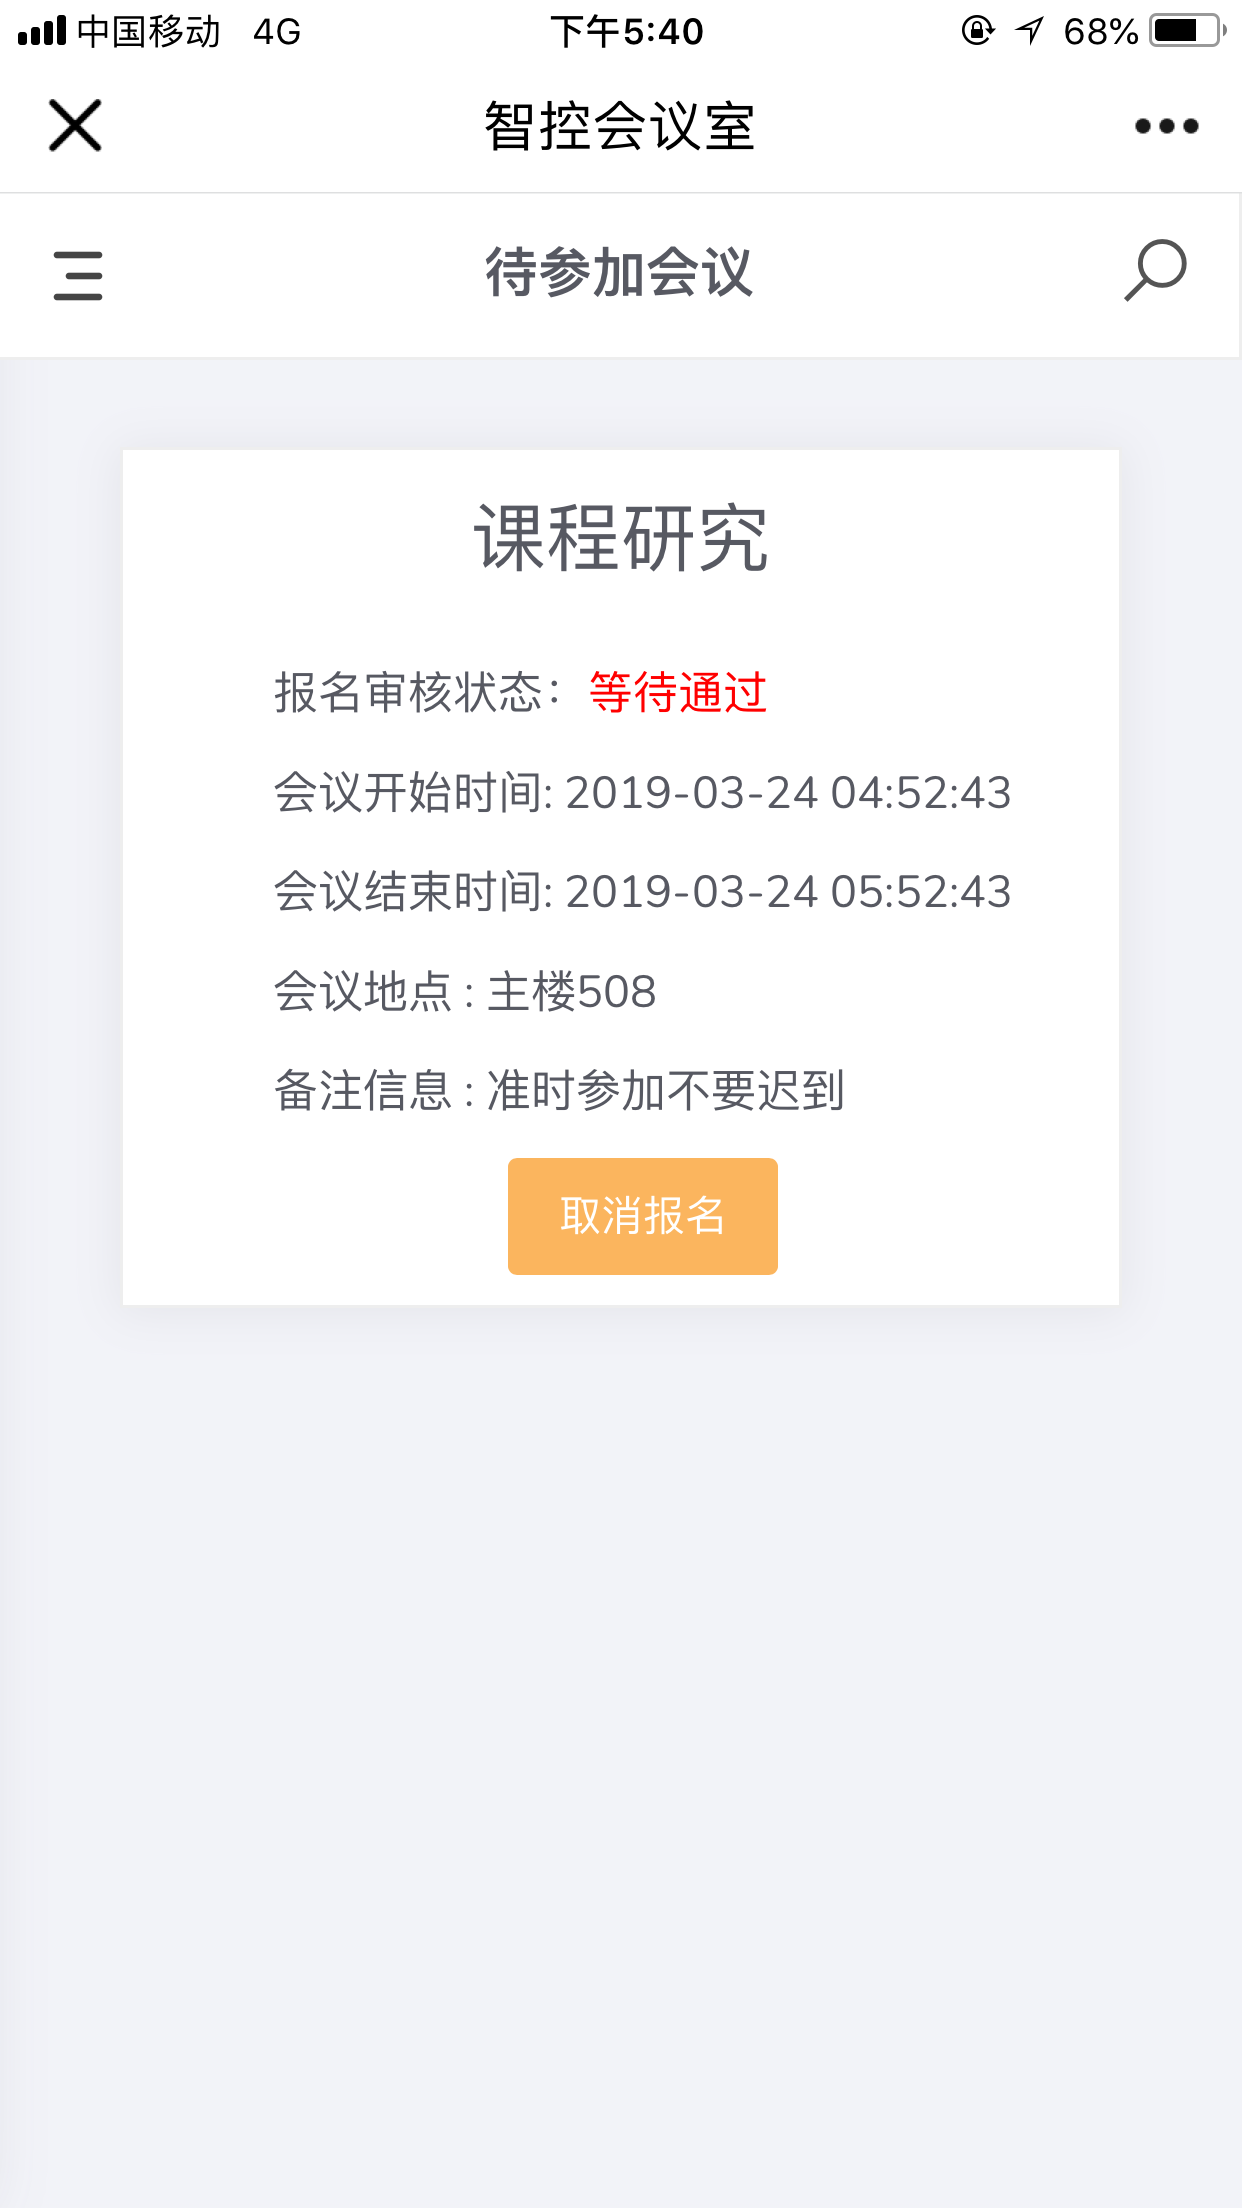 中国移动 4G 下午5:40 68%
智控会议室
待参加会议
课程研究
报名审核状态：等待通过
会议开始时间: 2019-03-24 04:52:43
会议结束时间: 2019-03-24 05:52:43
会议地点 : 主楼508
备注信息 : 准时参加不要迟到
取消报名